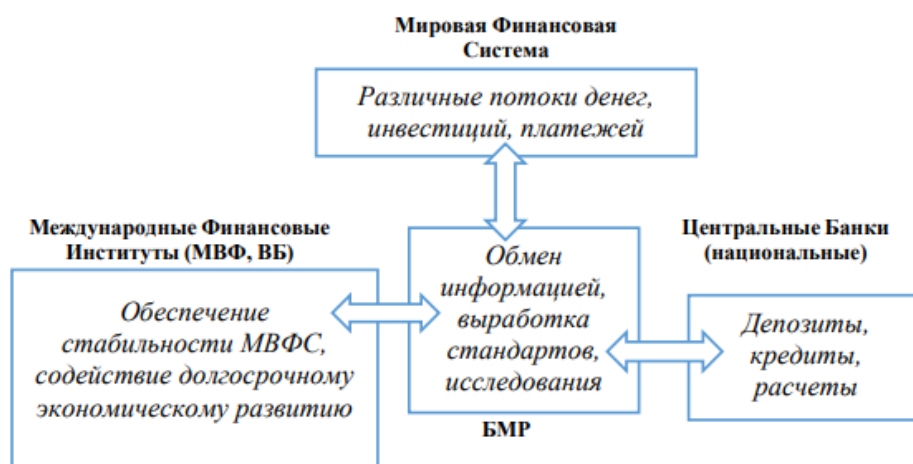 Мировая Финансовая
Система
Различные потоки денег,
инвестиций, платежей
Международные Финансовые
Институты (МВФ, ВБ)
Обеспечение
стабильности МВФС,
содействие долгосрочному
экономическому развитию
Обмен
информацией,
выработка
стандартов,
исследования
БМР
Центральные Банки
(национальные)
Депозиты,
кредиты,
расчеты